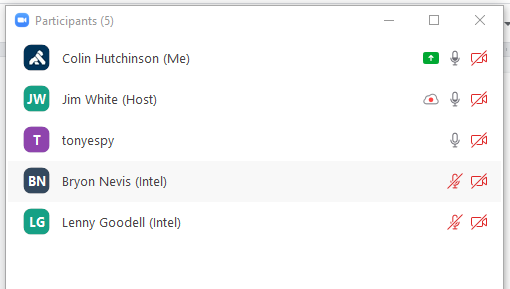 Participants (5)
Colin Hutchinson (Me)
JW Jim White (Host)
T tonyespy
BN Bryon Nevis (Intel)
LG Lenny Goodell (Intel)